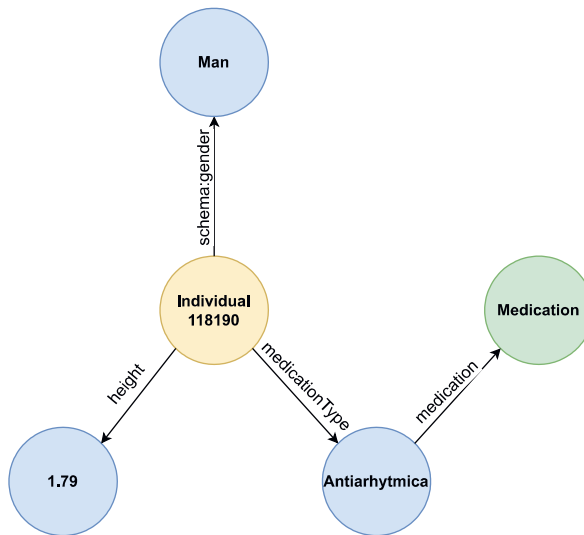 Man
schema:gender
Individual
118190
Medication
height
medicationType
medication
1.79
Antiarhytmica